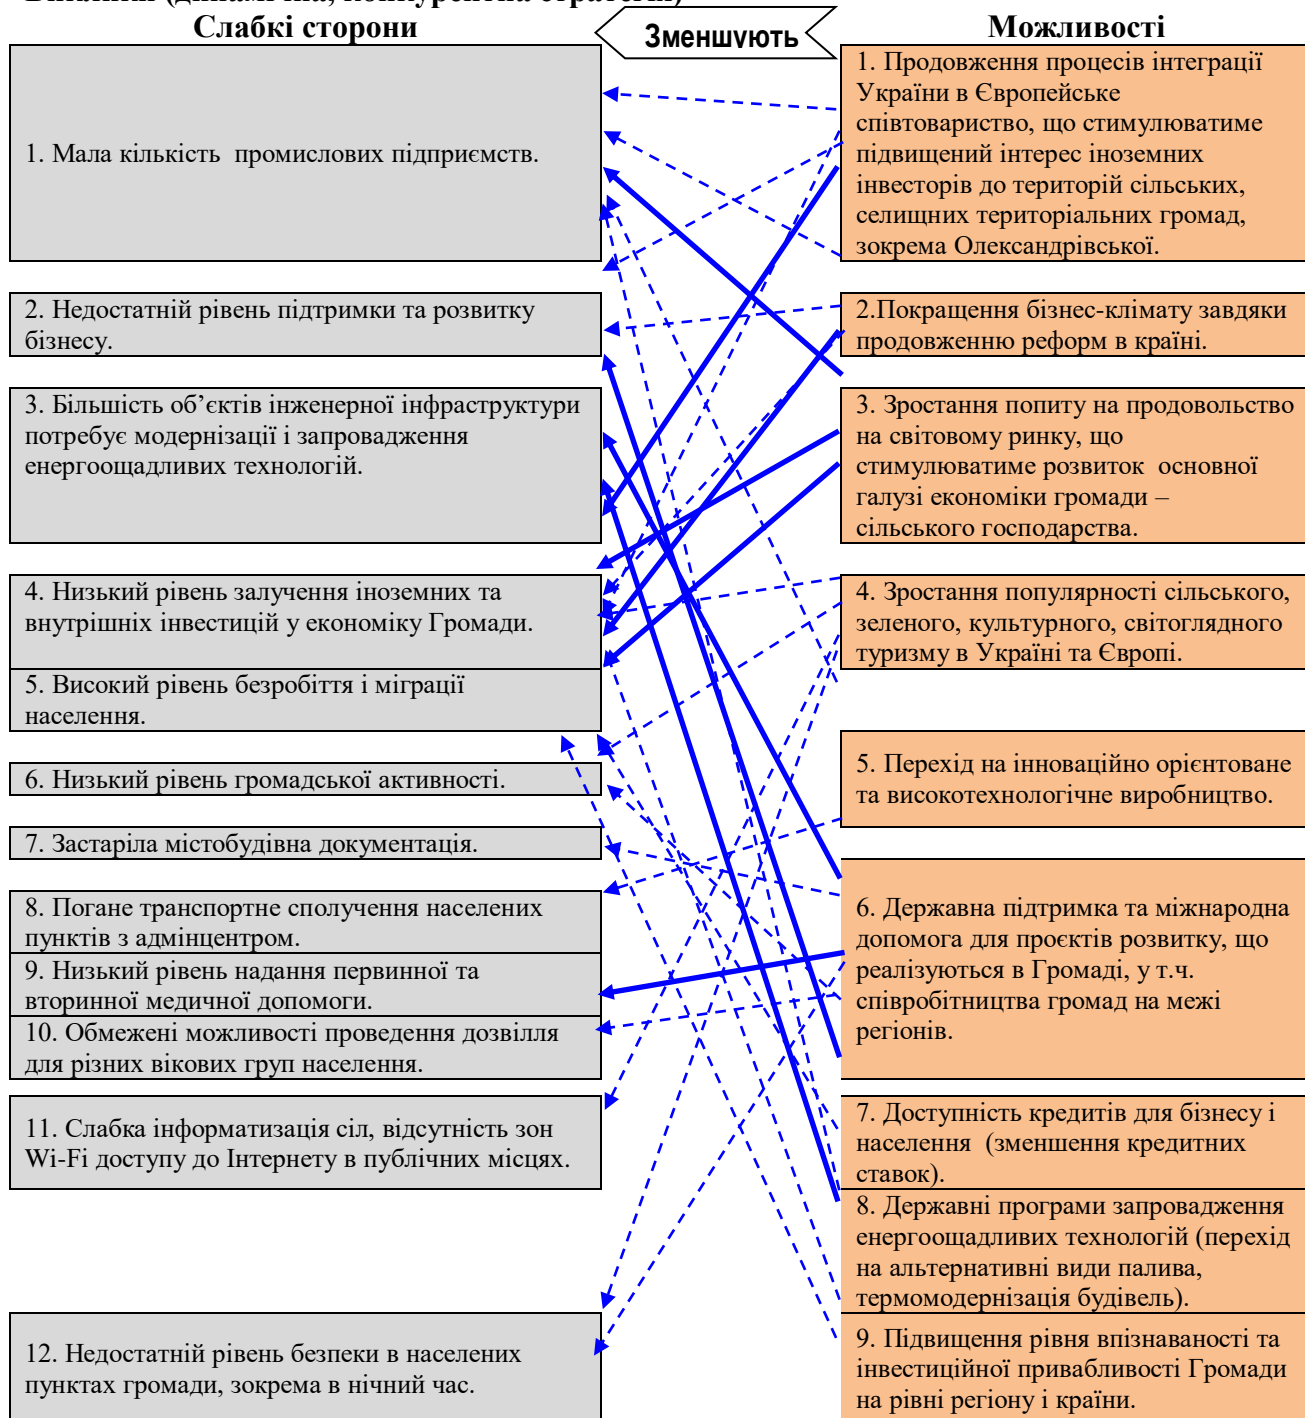 Слабкі сторони
Зменшують
Можливості
1. Мала кількість промислових підприємств.
2. Недостатній рівень підтримки та розвитку
бізнесу.
3. Більшість об’єктів інженерної інфраструктури
потребує модернізації і запровадження
енергоощадливих технологій.
4. Низький рівень залучення іноземних та
внутрішніх інвестицій у економіку Громади.
5. Високий рівень безробіття і міграції
населення.
6. Низький рівень громадської активності.
7. Застаріла містобудівна документація.
8. Погане транспортне сполучення населених
пунктів з адмінцентром.
9. Низький рівень надання первинної та
вторинної медичної допомоги.
10. Обмежені можливості проведення дозвілля
для різних вікових груп населення.
11. Слабка інформатизація сіл, відсутність зон
Wi-Fi доступу до Інтернету в публічних місцях.
12. Недостатній рівень безпеки в населених
пунктах громади, зокрема в нічний час.
1. Продовження процесів інтеграції
України в Європейське
співтовариство, що стимулюватиме
підвищений інтерес іноземних
інвесторів до територій сільських,
селищних територіальних громад,
зокрема Олександрівської.
2.Покращення бізнес-клімату завдяки
продовженню реформ в країні.
3. Зростання попиту на продовольство
на світовому ринку, що
стимулюватиме розвиток основної
галузі економіки громади –
сільського господарства.
4. Зростання популярності сільського,
зеленого, культурного, світоглядного
туризму в Україні та Європі.
5. Перехід на інноваційно орієнтоване
та високотехнологічне виробництво.
6. Державна підтримка та міжнародна
допомога для проєктів розвитку, що
реалізуються в Громаді, у т.ч.
співробітництва громад на межі
регіонів.
7. Доступність кредитів для бізнесу і
населення (зменшення кредитних
ставок).
8. Державні програми запровадження
енергоощадливих технологій (перехід
на альтернативні види палива,
термомодернізація будівель).
9. Підвищення рівня впізнаваності та
інвестиційної привабливості Громади
на рівні регіону і країни.